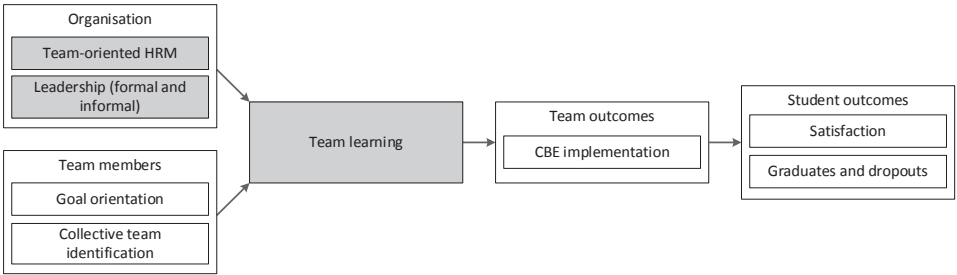 Organisation
Team-oriented HRM
Leadership (formal and
informal)
Team members
Goal orientation
Collective team
identification
Team learning
Team outcomes
CBE implementation
Student outcomes
Satisfaction
Graduates and dropouts